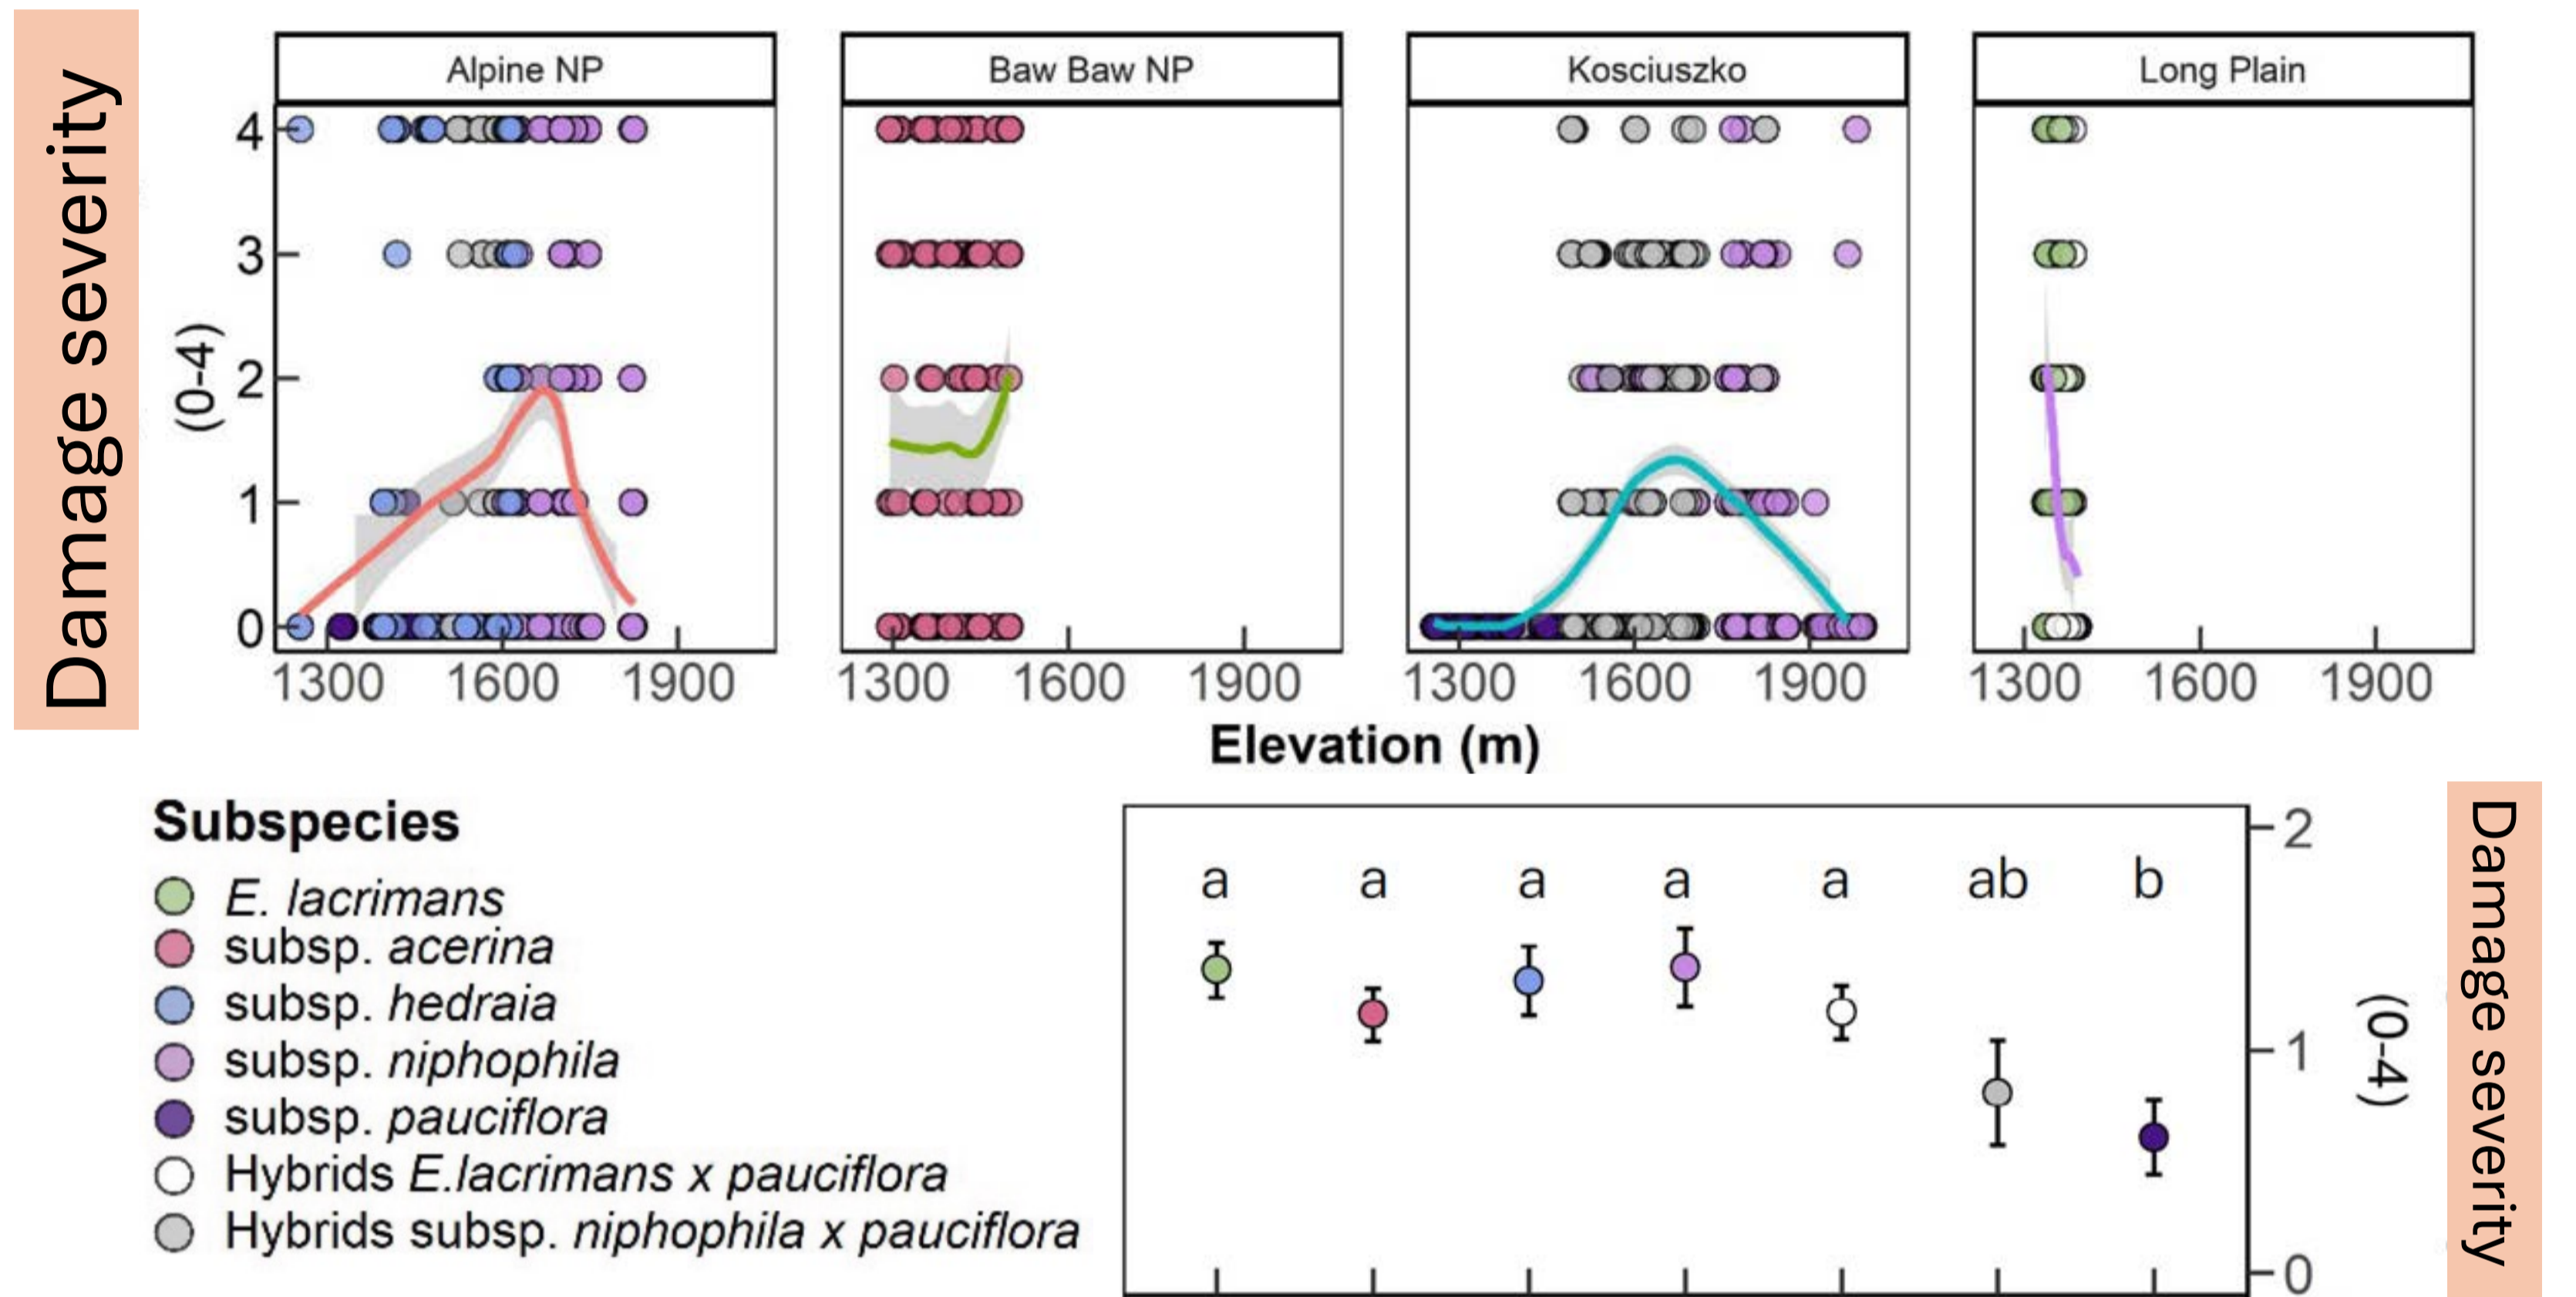 Damage severity
(0-4)
Alpine NP
Baw Baw NP
Kosciuszko
Long Plain
4
3
2
1
0
1300 1600 1900
1300 1600 1900
1300 1600 1900
1300 1600 1900
Elevation (m)
Subspecies
E. lacrimans
subsp. acerina
subsp. hedraia
subsp. niphophila
subsp. pauciflora
Hybrids E.lacrimans x pauciflora
Hybrids subsp. niphophila x pauciflora
a a a a a ab b
2
1
0
(0-4)
Damage severity